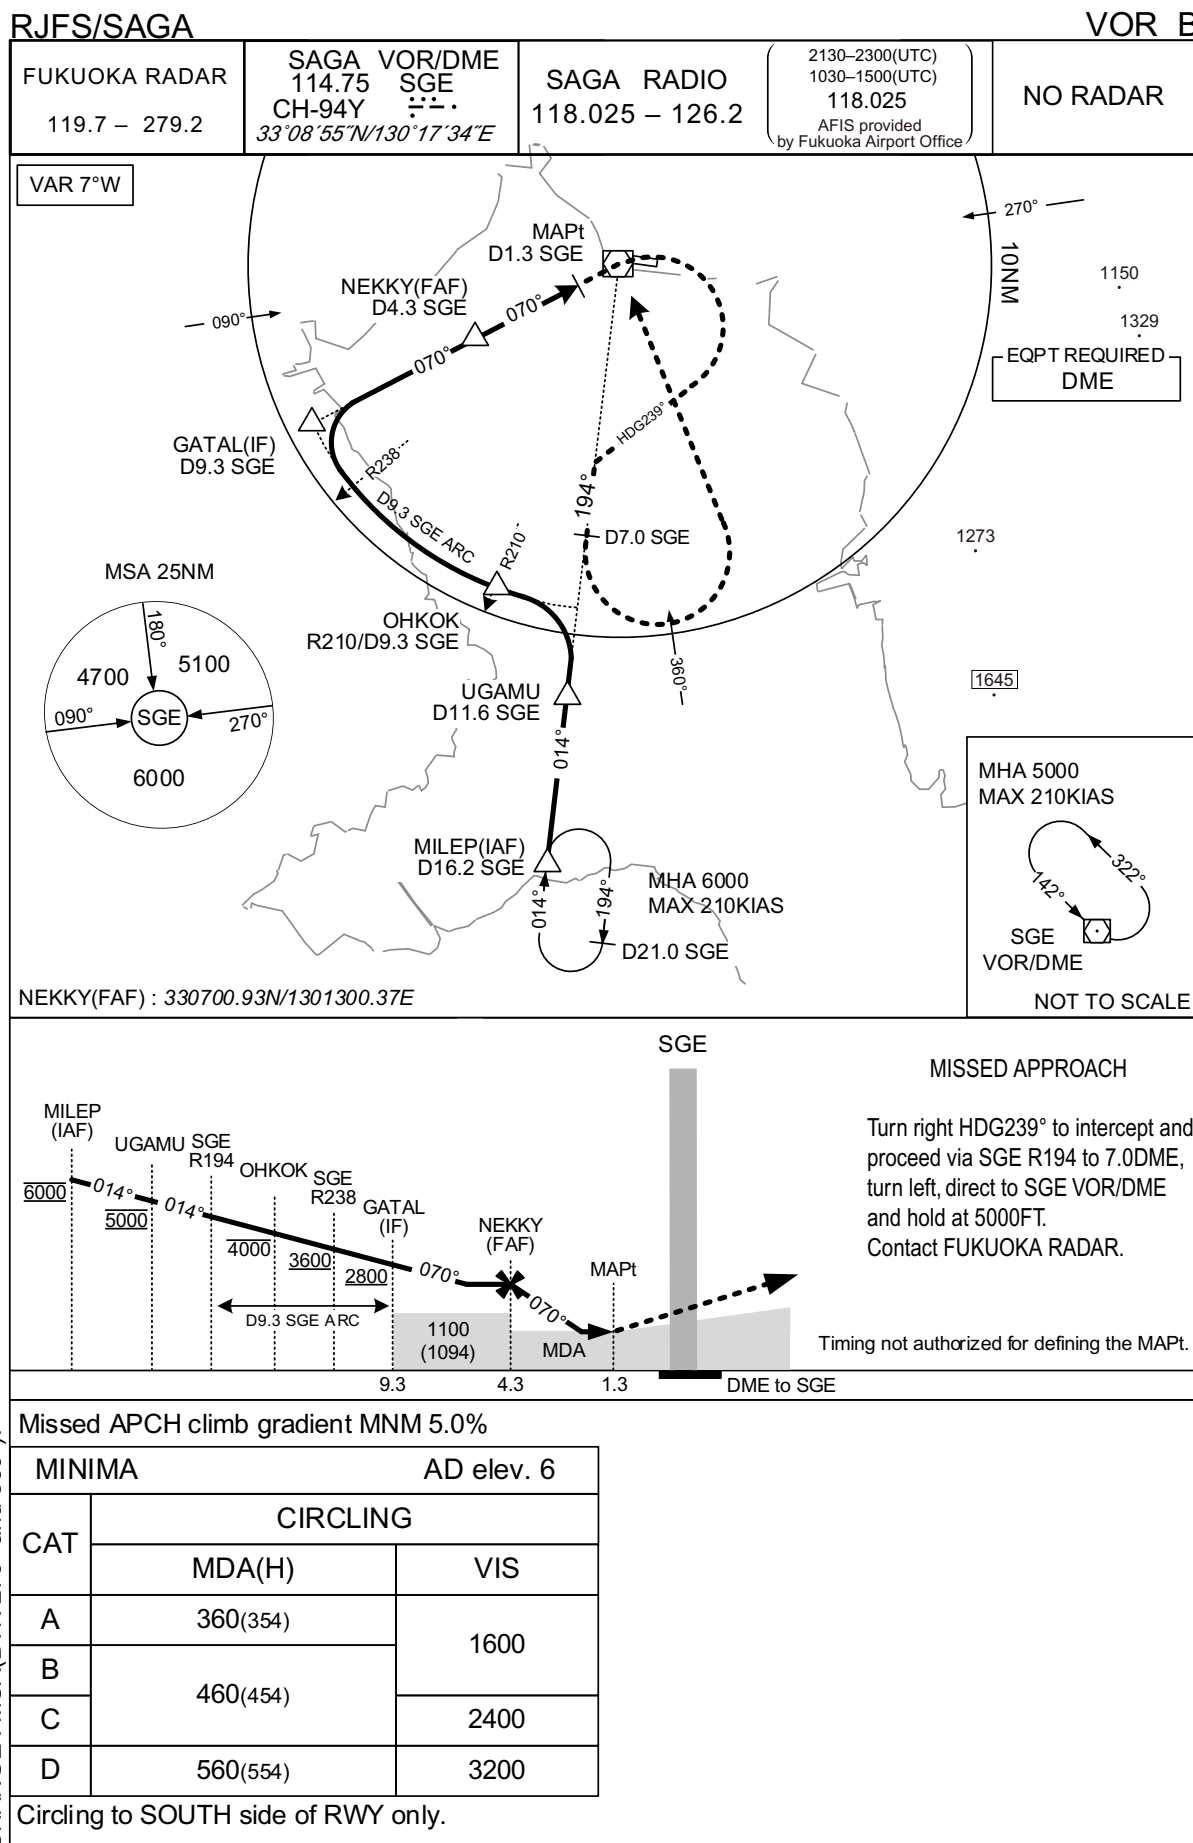 RJFS/SAGA
VOR B
FUKUOKA RADAR
119.7 – 279.2
SAGA VOR/DME
114.75 SGE
CH-94Y
33°08′55″N/130°17′34″E
SAGA RADIO
118.025 – 126.2
2130–2300(UTC)
1030–1500(UTC)
118.025
AFIS provided
by Fukuoka Airport Office
NO RADAR
VAR 7°W
270°
10NM
1150
1329
EQPT REQUIRED
DME
MAPt
D1.3 SGE
NEKKY(FAF)
D4.3 SGE
070°
090°
070°
GATAL(IF)
D9.3 SGE
R238
HDG239°
D9.3 SGE ARC
194°
R210
D7.0 SGE
1273
OHKOK
R210/D9.3 SGE
360°
MSA 25NM
180°
4700
5100
090°
SGE
270°
6000
UGAMU
D11.6 SGE
014°
1645
MILEP(IAF)
D16.2 SGE
014°
194°
MHA 6000
MAX 210KIAS
D21.0 SGE
MHA 5000
MAX 210KIAS
322°
142°
SGE
VOR/DME
NOT TO SCALE
NEKKY(FAF) : 330700.93N/1301300.37E
SGE
MILEP
(IAF)
UGAMU
SGE
R194
OHKOK
SGE
R238
GATAL
(IF)
NEKKY
(FAF)
MAPt
6000
014°
5000
014°
4000
3600
2800
070°
070°
D9.3 SGE ARC
1100
(1094)
MDA
9.3
4.3
1.3
DME to SGE
MISSED APPROACH
Turn right HDG239° to intercept and
proceed via SGE R194 to 7.0DME,
turn left, direct to SGE VOR/DME
and hold at 5000FT.
Contact FUKUOKA RADAR.
Timing not authorized for defining the MAPt.
Missed APCH climb gradient MNM 5.0%
MINIMA AD elev. 6
CAT
CIRCLING
MDA(H) VIS
A 360(354)
1600
B
460(454)
C 2400
D 560(554) 3200
Circling to SOUTH side of RWY only.